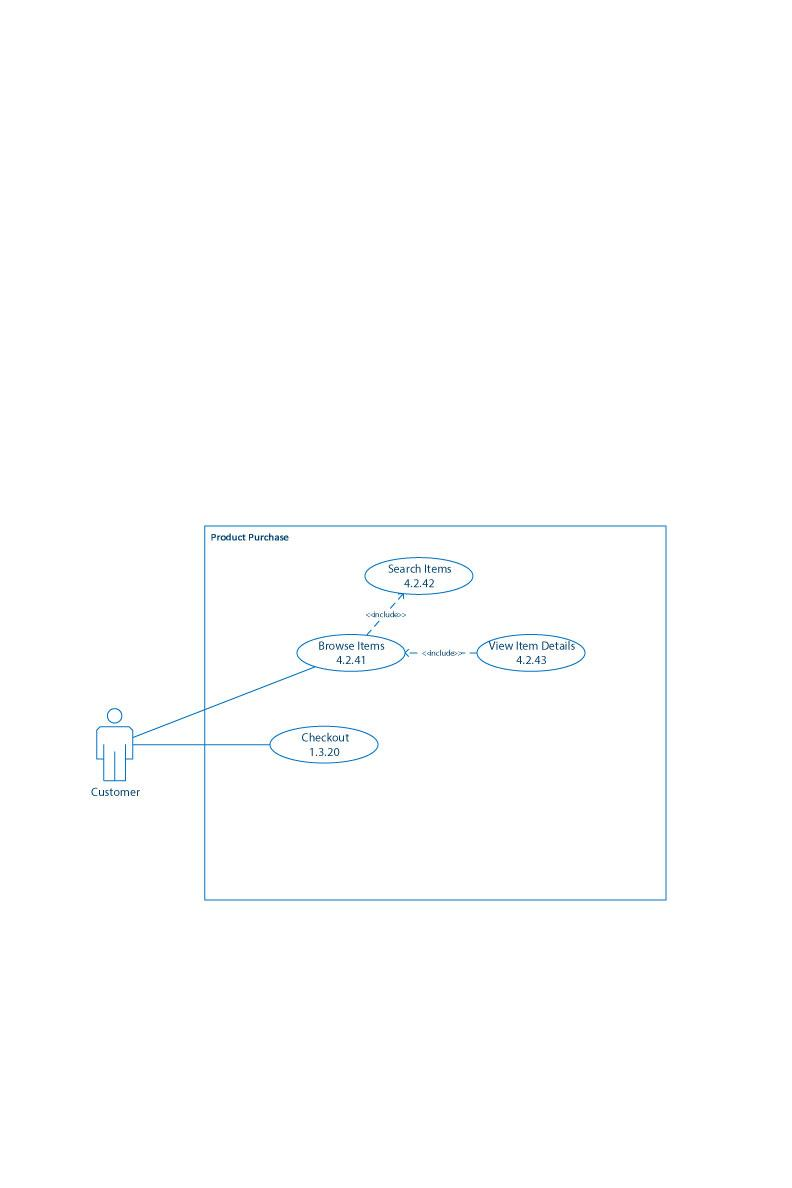 Product Purchase
Search Items
4.2.42
<<include>>
Browse Items
4.2.41
<<include>>
View Item Details
4.2.43
Checkout
1.3.20
Customer